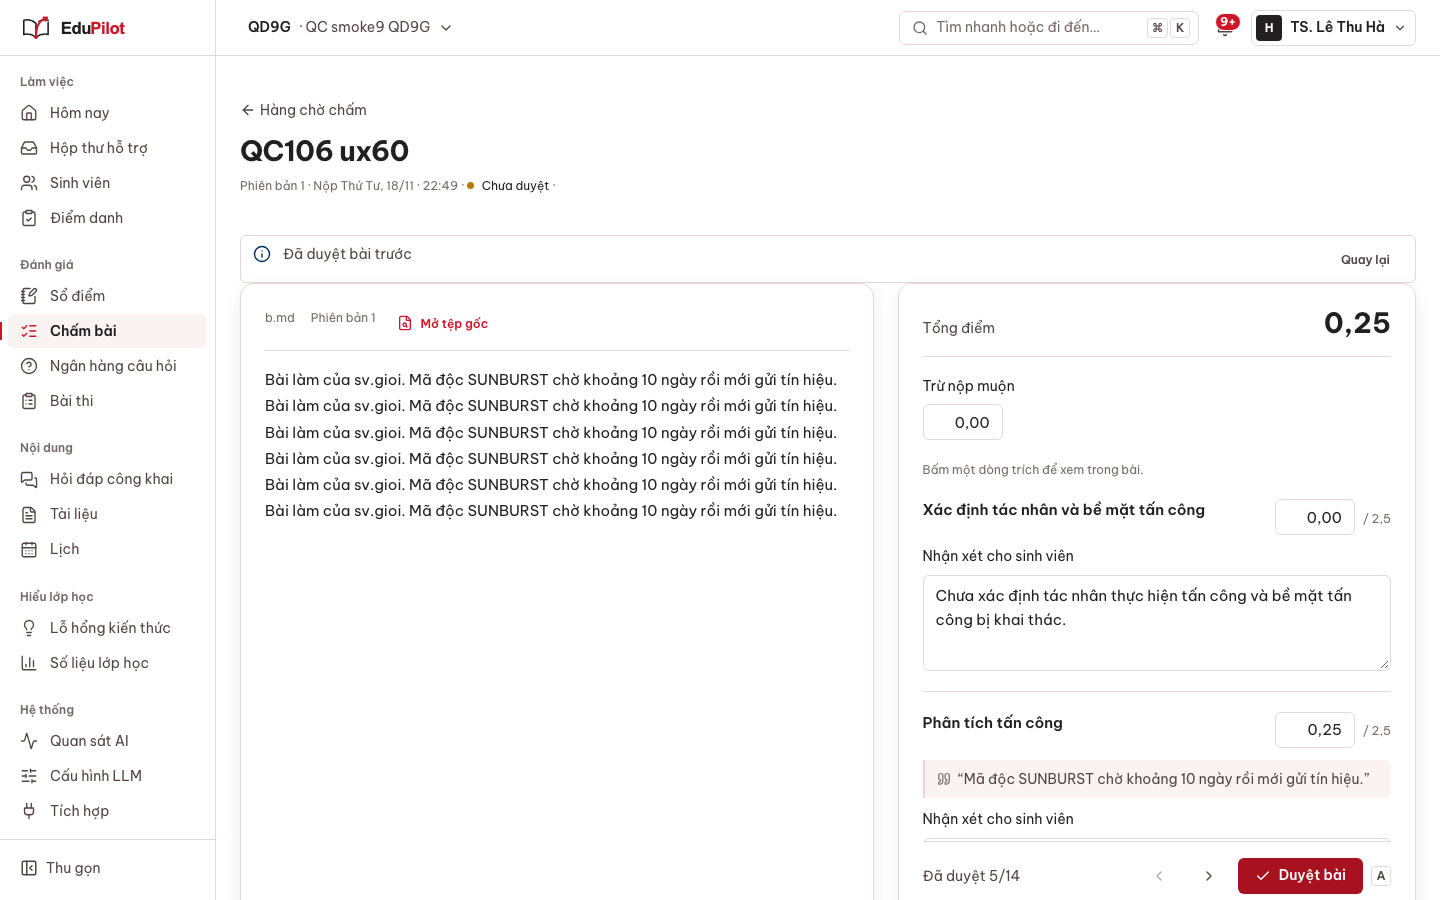 EduPilot
QD9G · QC smoke9 QD9G
Tìm nhanh hoặc đi đến... ⌘ K
9+
H TS. Lê Thu Hà
Làm việc
Hôm nay
Hộp thư hỗ trợ
Sinh viên
Điểm danh
Đánh giá
Sổ điểm
Chấm bài
Ngân hàng câu hỏi
Bài thi
Nội dung
Hỏi đáp công khai
Tài liệu
Lịch
Hiểu lớp học
Lỗ hổng kiến thức
Số liệu lớp học
Hệ thống
Quan sát AI
Cấu hình LLM
Tích hợp
Thu gọn
Hàng chờ chấm
QC106 ux60
Phiên bản 1 · Nộp Thứ Tư, 18/11 · 22:49 · Chưa duyệt ·
Đã duyệt bài trước
Quay lại
b.md Phiên bản 1 Mở tệp gốc
Bài làm của sv.gioi. Mã độc SUNBURST chờ khoảng 10 ngày rồi mới gửi tín hiệu.
Bài làm của sv.gioi. Mã độc SUNBURST chờ khoảng 10 ngày rồi mới gửi tín hiệu.
Bài làm của sv.gioi. Mã độc SUNBURST chờ khoảng 10 ngày rồi mới gửi tín hiệu.
Bài làm của sv.gioi. Mã độc SUNBURST chờ khoảng 10 ngày rồi mới gửi tín hiệu.
Bài làm của sv.gioi. Mã độc SUNBURST chờ khoảng 10 ngày rồi mới gửi tín hiệu.
Bài làm của sv.gioi. Mã độc SUNBURST chờ khoảng 10 ngày rồi mới gửi tín hiệu.
Tổng điểm 0,25
Trừ nộp muộn
0,00
Bấm một dòng trích để xem trong bài.
Xác định tác nhân và bề mặt tấn công 0,00 / 2,5
Nhận xét cho sinh viên
Chưa xác định tác nhân thực hiện tấn công và bề mặt tấn
công bị khai thác.
Phân tích tấn công 0,25 / 2,5
“Mã độc SUNBURST chờ khoảng 10 ngày rồi mới gửi tín hiệu.”
Nhận xét cho sinh viên
Đã duyệt 5/14
Duyệt bài A